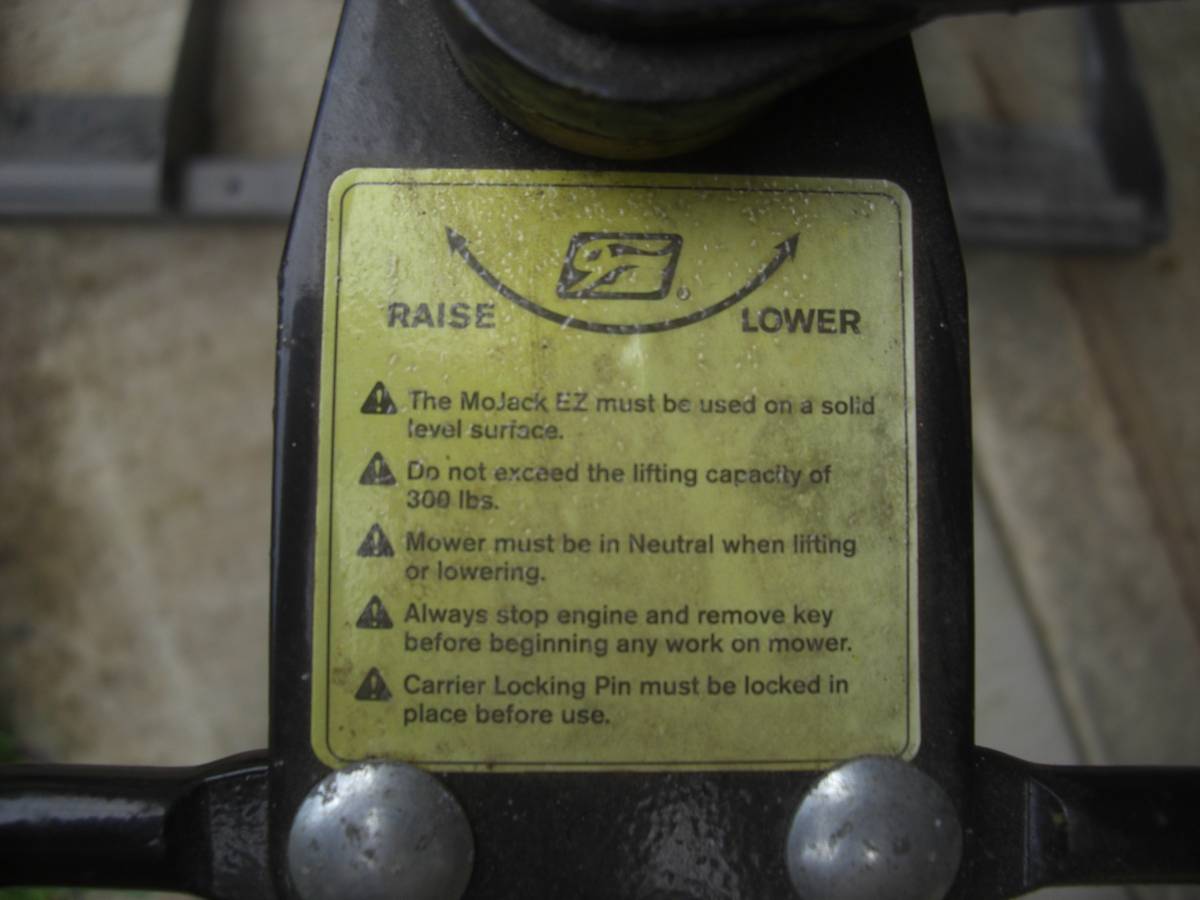 RAISE LOWER
The MoJack EZ must be used on a solid
level surface.
Do not exceed the lifting capacity of
300 lbs.
Mower must be in Neutral when lifting
or lowering.
Always stop engine and remove key
before beginning any work on mower.
Carrier Locking Pin must be locked in
place before use.